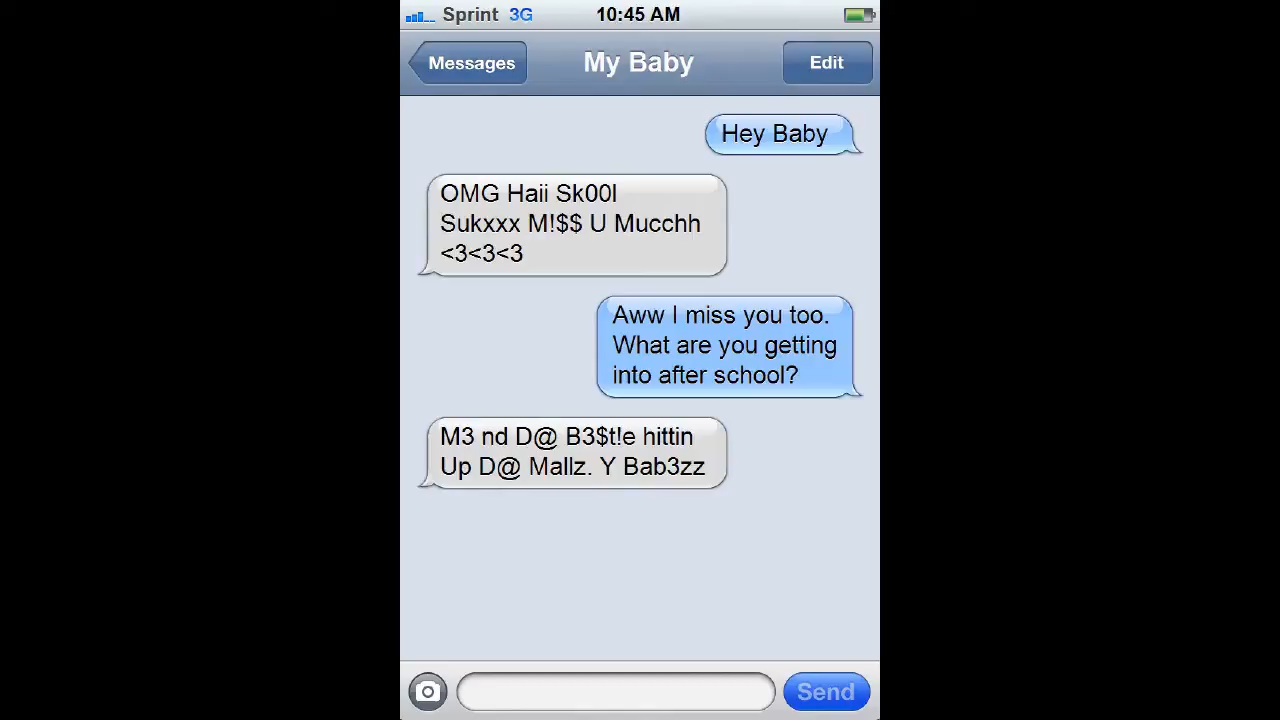 Sprint 3G 10:45 AM
Messages My Baby Edit
Hey Baby
OMG Haii Sk00l
Sukxxx M!$$ U Mucchh
<3<3<3
Aww I miss you too.
What are you getting
into after school?
M3 nd D@ B3$t!e hittin
Up D@ Mallz. Y Bab3zz
Send